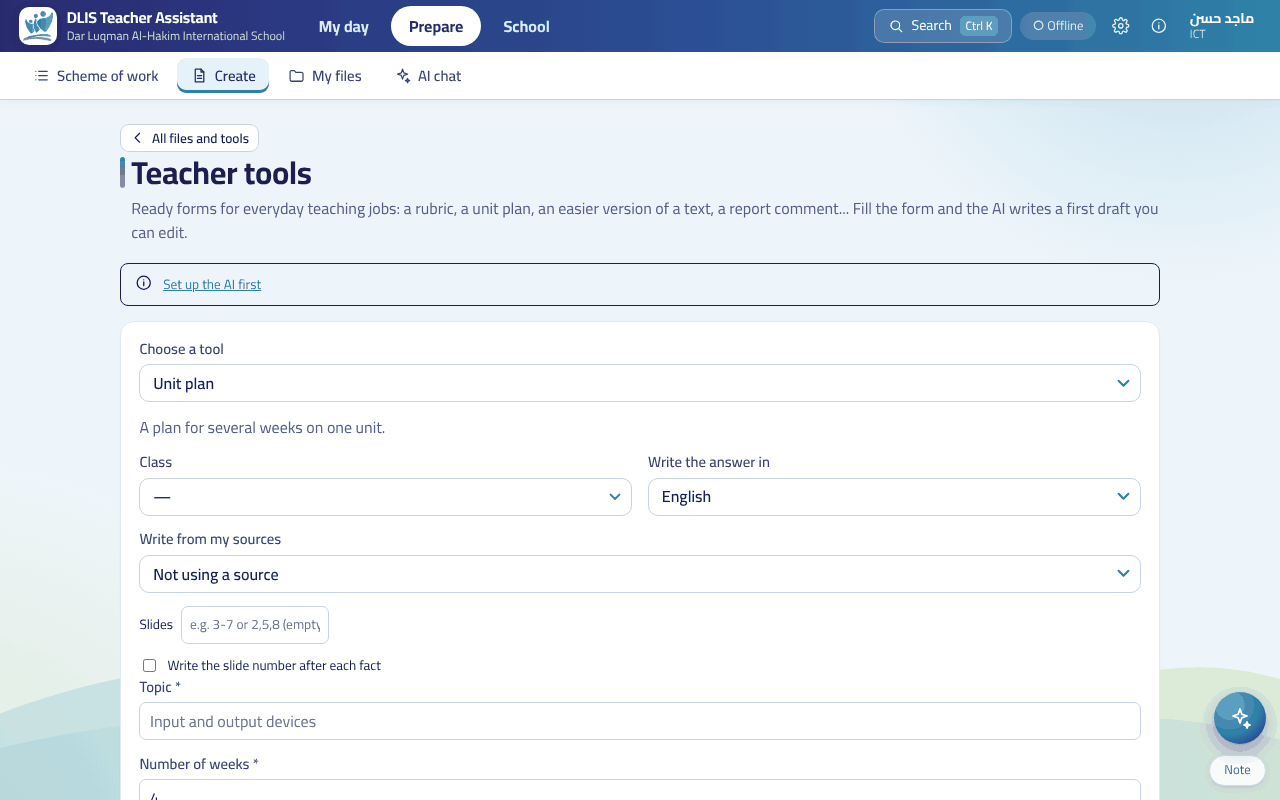 DLIS Teacher Assistant
Dar Luqman Al-Hakim International School
My day
Prepare
School
Search Ctrl K
Offline
ماجد حسن
ICT
Scheme of work
Create
My files
AI chat
All files and tools
Teacher tools
Ready forms for everyday teaching jobs: a rubric, a unit plan, an easier version of a text, a report comment... Fill the form and the AI writes a first draft you
can edit.
Set up the AI first
Choose a tool
Unit plan
A plan for several weeks on one unit.
Class
—
Write the answer in
English
Write from my sources
Not using a source
Slides
e.g. 3-7 or 2,5,8 (empty
Write the slide number after each fact
Topic *
Input and output devices
Number of weeks *
Note